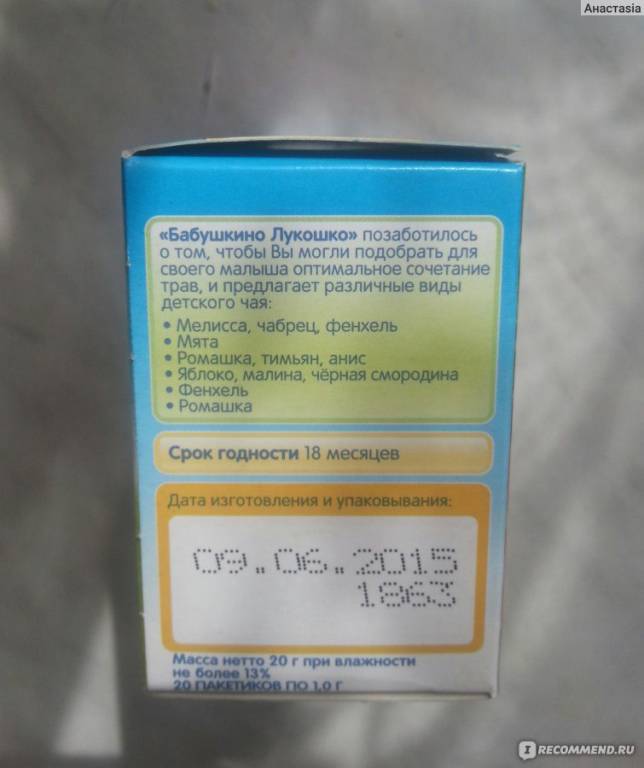 Анастasia
«Бабушкино Лукошко» позаботилось
о том, чтобы Вы могли подобрать для
своего малыша оптимальное сочетание
трав, и предлагает различные виды
детского чая:
• Мелисса, чабрец, фенхель
• Мята
• Ромашка, тимьян, анис
• Яблоко, малина, чёрная смородина
• Фенхель
• Ромашка
Срок годности 18 месяцев
Дата изготовления и упаковывания:
09.06.2015
1863
Масса нетто 20 г при влажности
не более 13%
20 ПАКЕТИКОВ ПО 1,0 Г
IRECOMMEND.RU